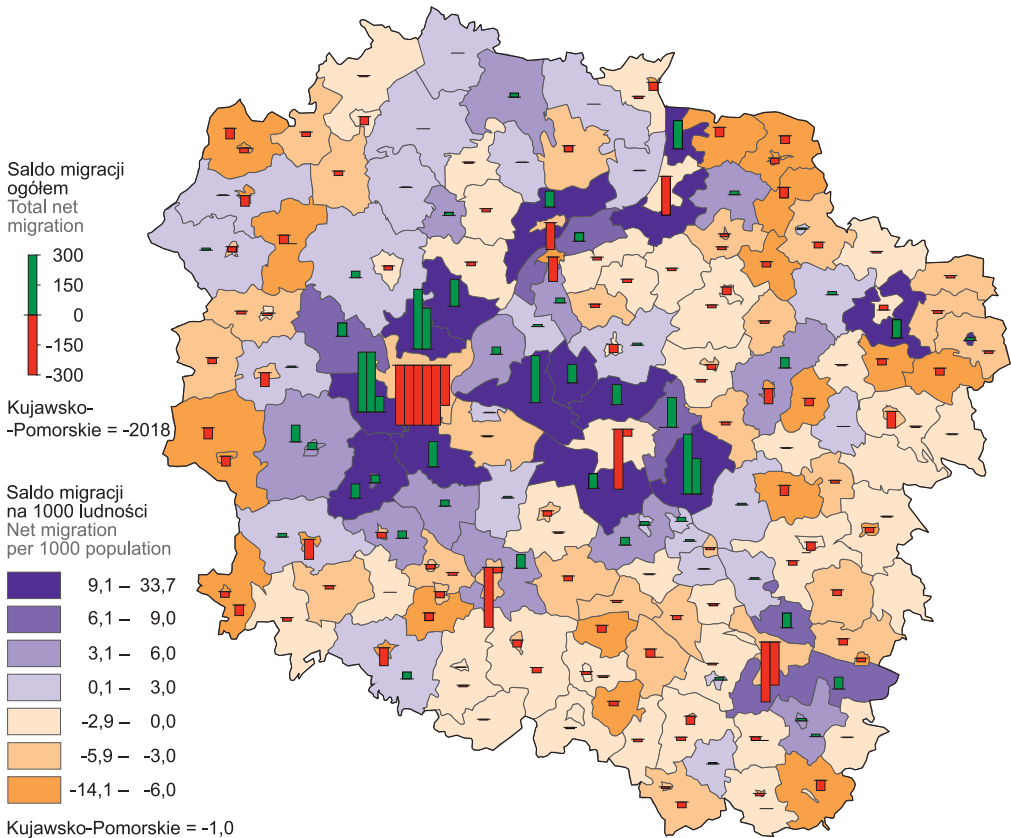 Saldo migracji
ogółem
Total net
migration
300
150
0
-150
-300
Kujawsko-
-Pomorskie = -2018
Saldo migracji
na 1000 ludności
Net migration
per 1000 population
9,1 – 33,7
6,1 – 9,0
3,1 – 6,0
0,1 – 3,0
-2,9 – 0,0
-5,9 – -3,0
-14,1 – -6,0
Kujawsko-Pomorskie = -1,0